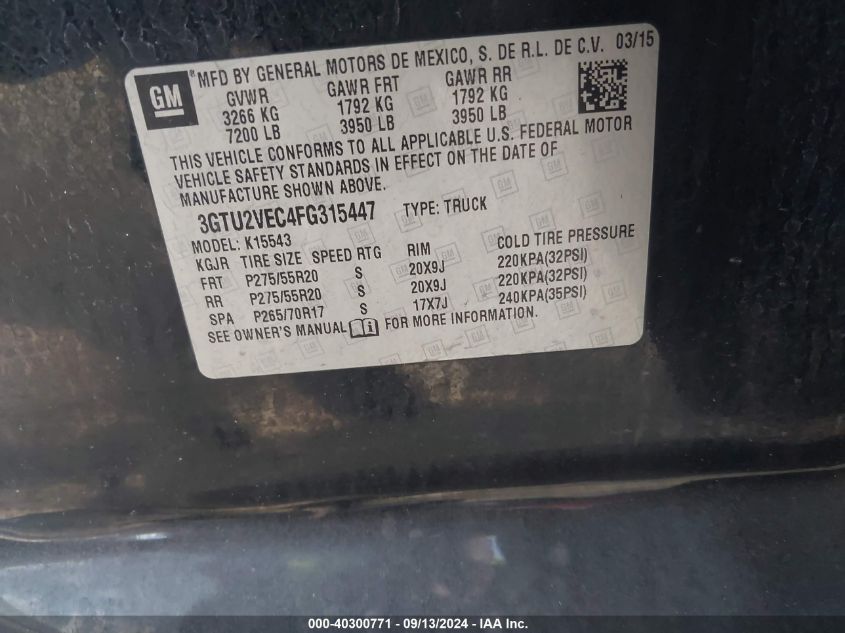 GM
®MFD BY GENERAL MOTORS DE MEXICO, S. DE R.L. DE C.V. 03/15
GVWR GAWR FRT GAWR RR
3266 KG 1792 KG 1792 KG
7200 LB 3950 LB 3950 LB
THIS VEHICLE CONFORMS TO ALL APPLICABLE U.S. FEDERAL MOTOR
VEHICLE SAFETY STANDARDS IN EFFECT ON THE DATE OF
MANUFACTURE SHOWN ABOVE.
3GTU2VEC4FG315447 TYPE: TRUCK
MODEL: K15543
KGJR TIRE SIZE SPEED RTG RIM COLD TIRE PRESSURE
FRT P275/55R20 S 20X9J 220KPA(32PSI)
RR P275/55R20 S 20X9J 220KPA(32PSI)
SPA P265/70R17 S 17X7J 240KPA(35PSI)
SEE OWNER'S MANUAL FOR MORE INFORMATION.
000-40300771 - 09/13/2024 - IAA Inc.